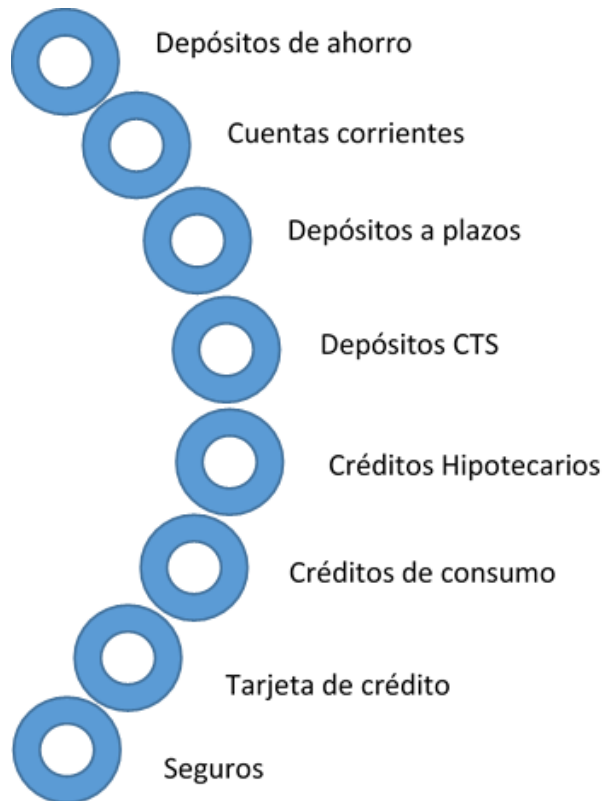 Depósitos de ahorro
Cuentas corrientes
Depósitos a plazos
Depósitos CTS
Créditos Hipotecarios
Créditos de consumo
Tarjeta de crédito
Seguros